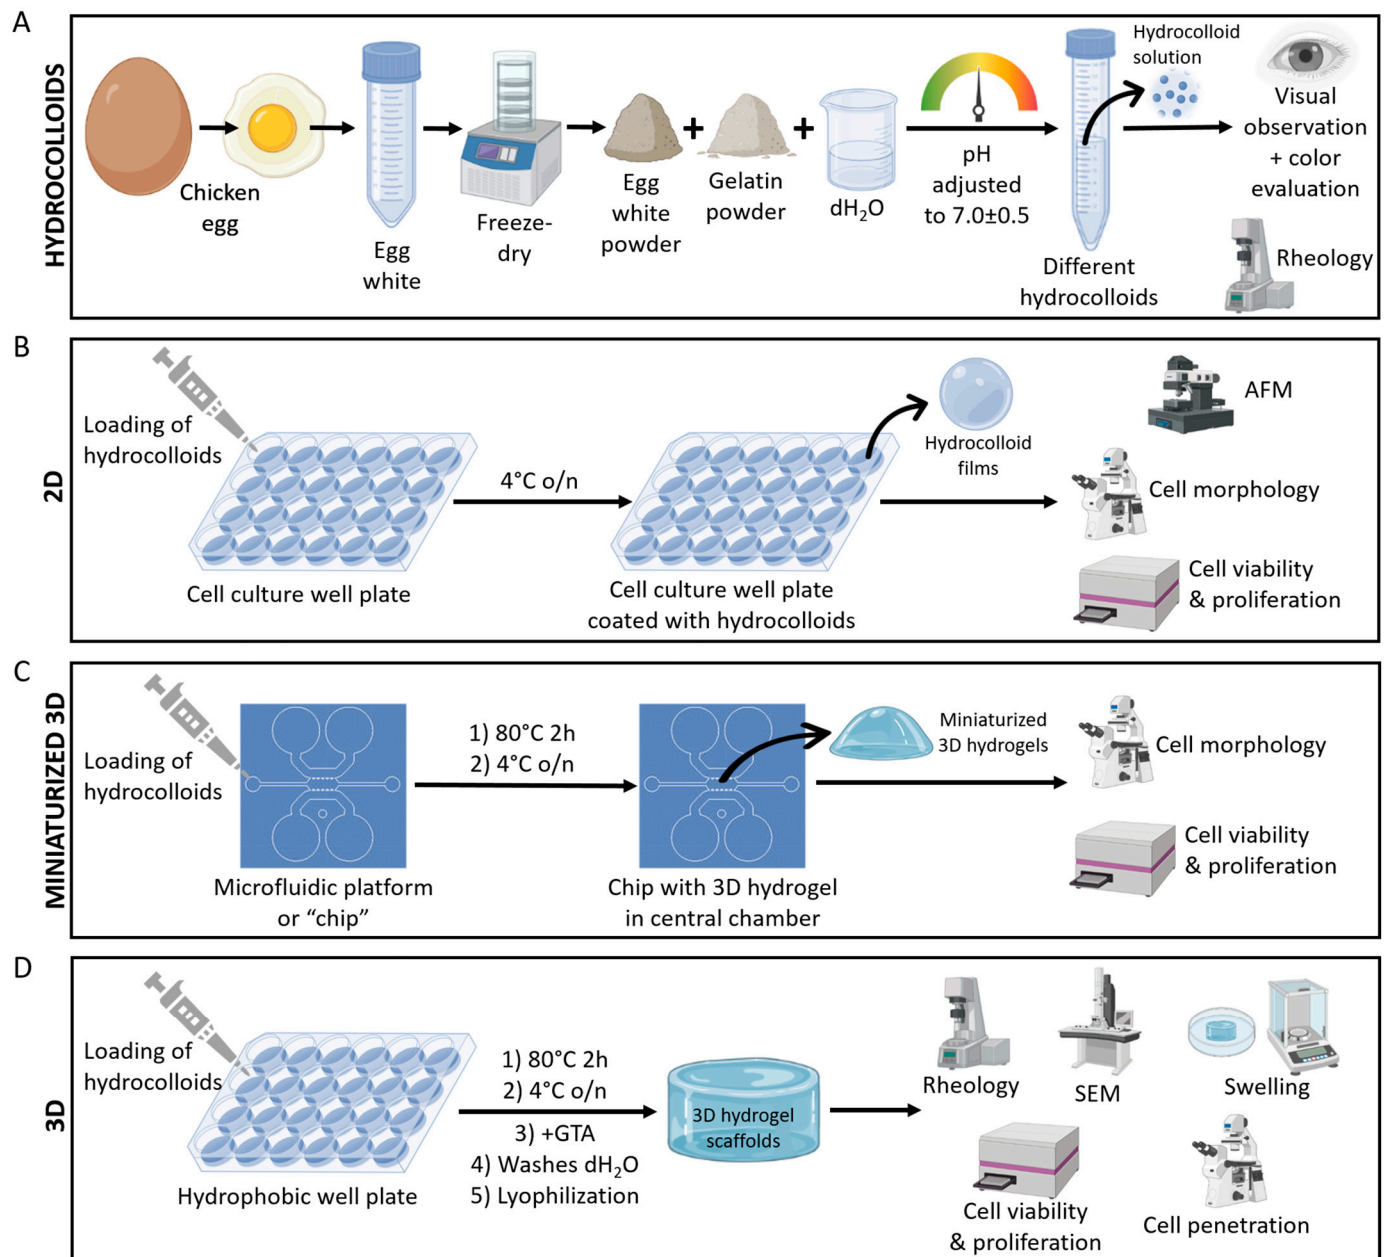 A
HYDROCOLLOIDS
Chicken
egg
Egg
white
Freeze-
dry
Egg
white
powder
+
Gelatin
powder
+
dH₂O
pH
adjusted
to 7.0±0.5
Different
hydrocolloids
Hydrocolloid
solution
Visual
observation
+ color
evaluation
Rheology
B
2D
Loading of
hydrocolloids
Cell culture well plate
4°C o/n
Cell culture well plate
coated with hydrocolloids
Hydrocolloid
films
AFM
Cell morphology
Cell viability
& proliferation
C
MINIATURIZED 3D
Loading of
hydrocolloids
Microfluidic platform
or “chip”
1) 80°C 2h
2) 4°C o/n
Chip with 3D hydrogel
in central chamber
Miniaturized
3D hydrogels
Cell morphology
Cell viability
& proliferation
D
3D
Loading of
hydrocolloids
Hydrophobic well plate
1) 80°C 2h
2) 4°C o/n
3) +GTA
4) Washes dH₂O
5) Lyophilization
3D hydrogel
scaffolds
Rheology
SEM
Swelling
Cell viability
& proliferation
Cell penetration